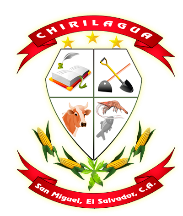 CHIRILAGUA
San Miguel, El Salvador, C.A.